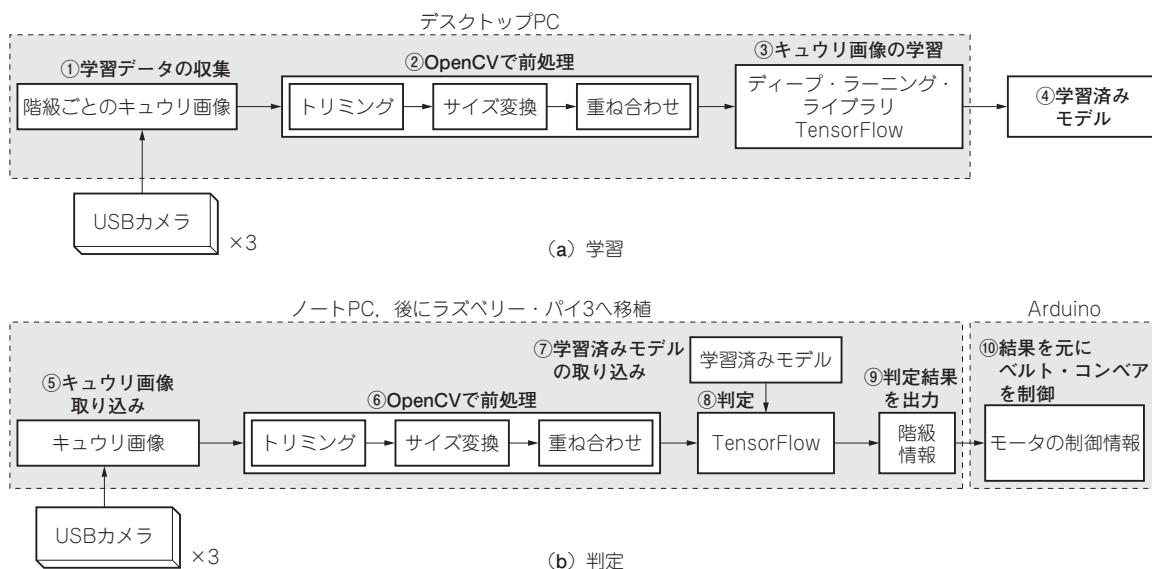 デスクトップPC
①学習データの収集
階級ごとのキュウリ画像
②OpenCVで前処理
トリミング
サイズ変換
重ね合わせ
③キュウリ画像の学習
ディープ・ラーニング・
ライブラリ
TensorFlow
④学習済み
モデル
USBカメラ
×3
(a) 学習
ノートPC，後にラズベリー・パイ3へ移植
Arduino
⑤キュウリ画像
取り込み
キュウリ画像
⑥OpenCVで前処理
トリミング
サイズ変換
重ね合わせ
⑦学習済みモデル
の取り込み
学習済みモデル
⑧判定
TensorFlow
⑨判定結果
を出力
階級
情報
⑩結果を元に
ベルト・コンベア
を制御
モータの制御情報
USBカメラ
×3
(b) 判定